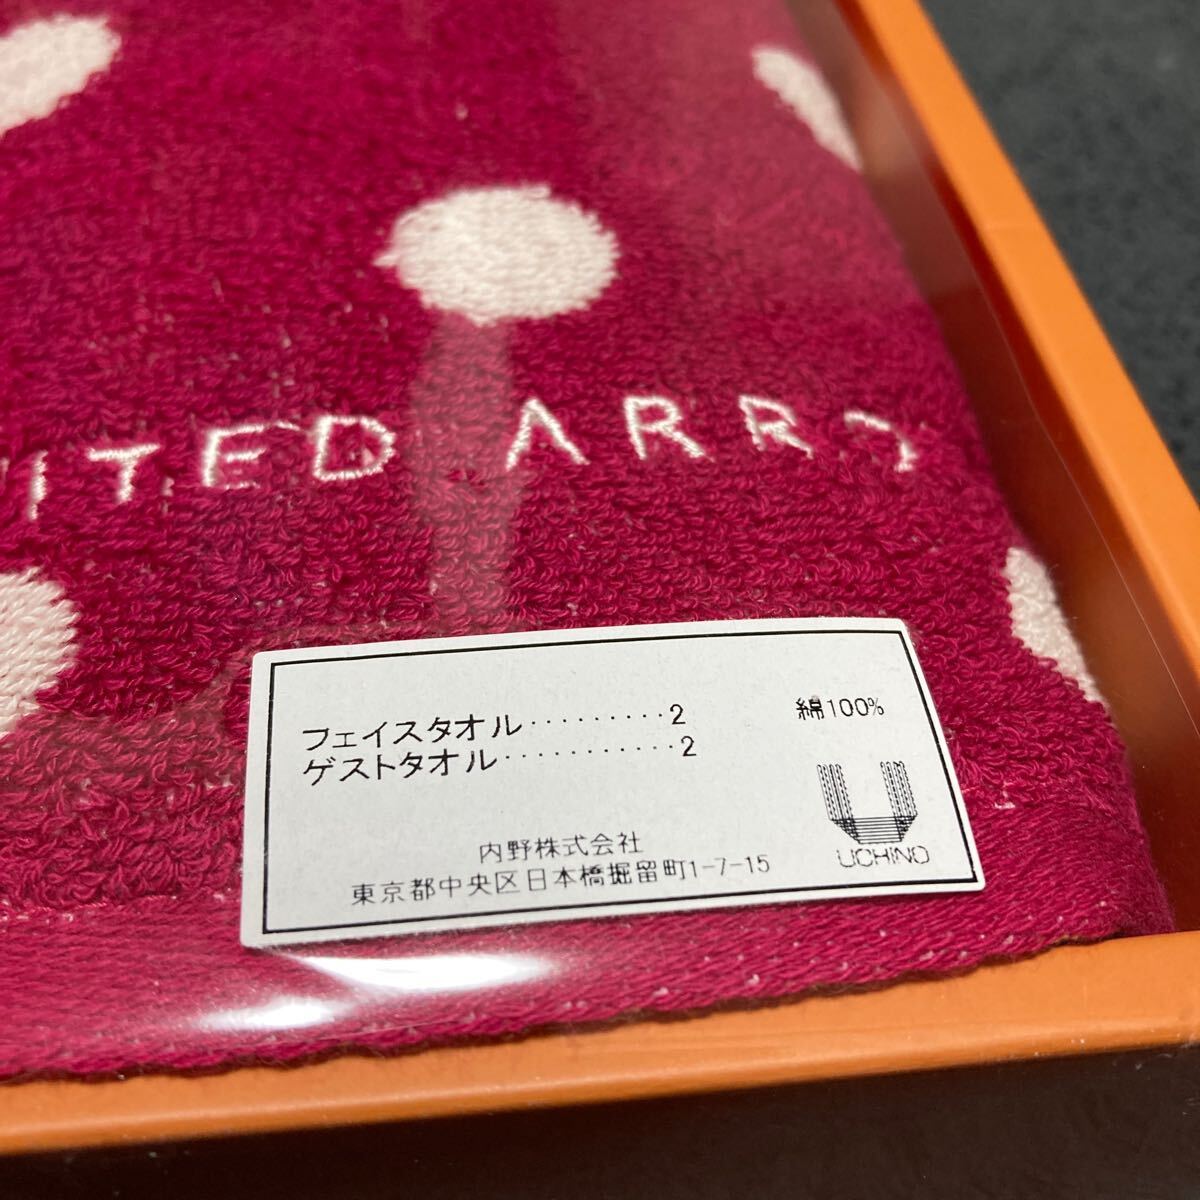 ITED ARR
フェイスタオル·········2
ゲストタオル···········2
綿100%
UCHINO
内野株式会社
東京都中央区日本橋掘留町1-7-15